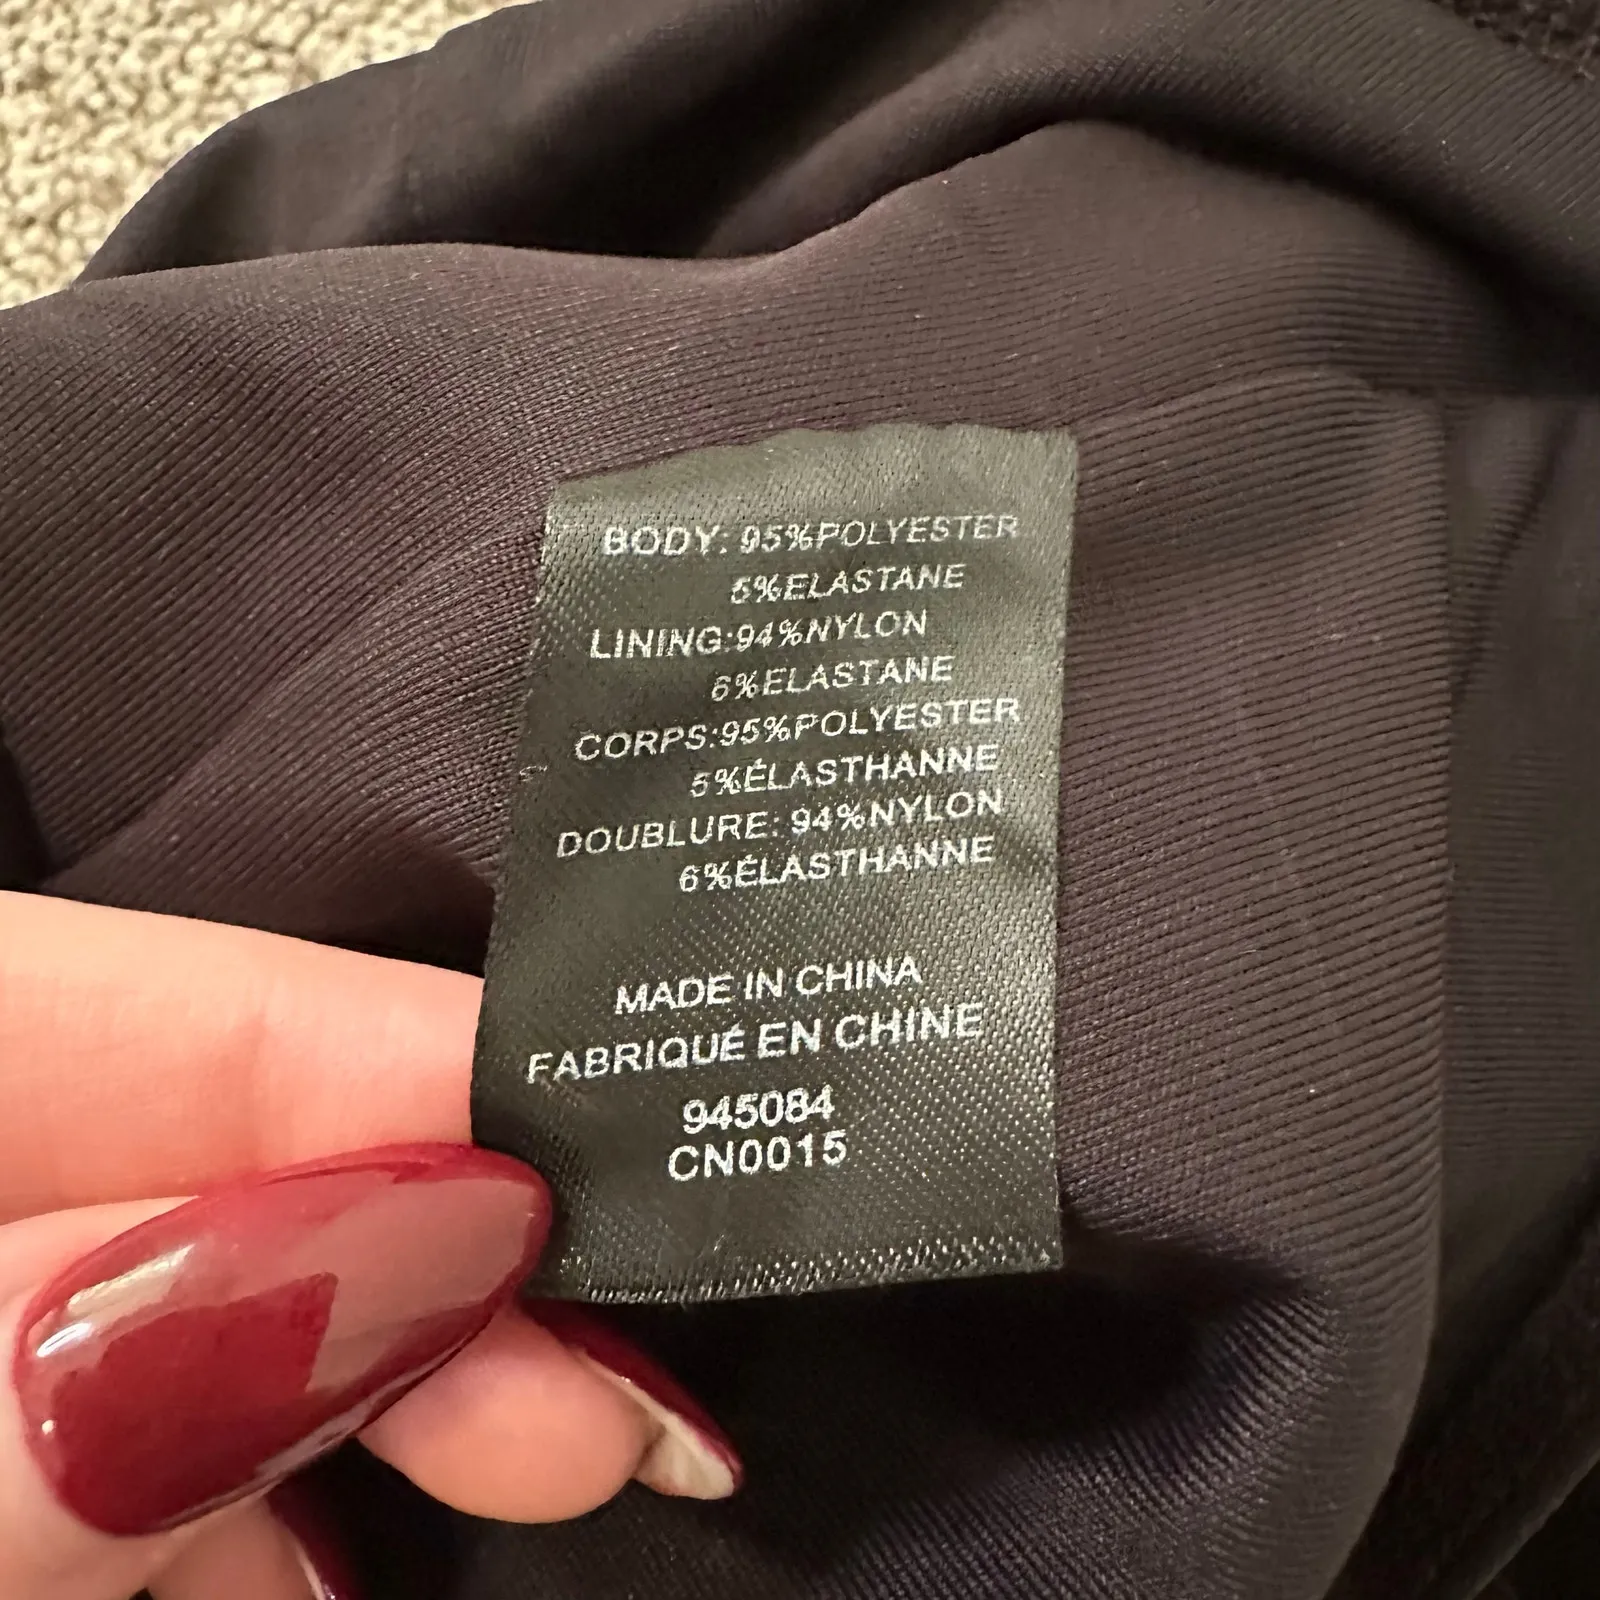 BODY: 95%POLYESTER
5%ELASTANE
LINING:94%NYLON
6%ELASTANE
CORPS:95%POLYESTER
5%ÉLASTHANNE
DOUBLURE: 94%NYLON
6%ÉLASTHANNE
MADE IN CHINA
FABRIQUÉ EN CHINE
945084
CN0015